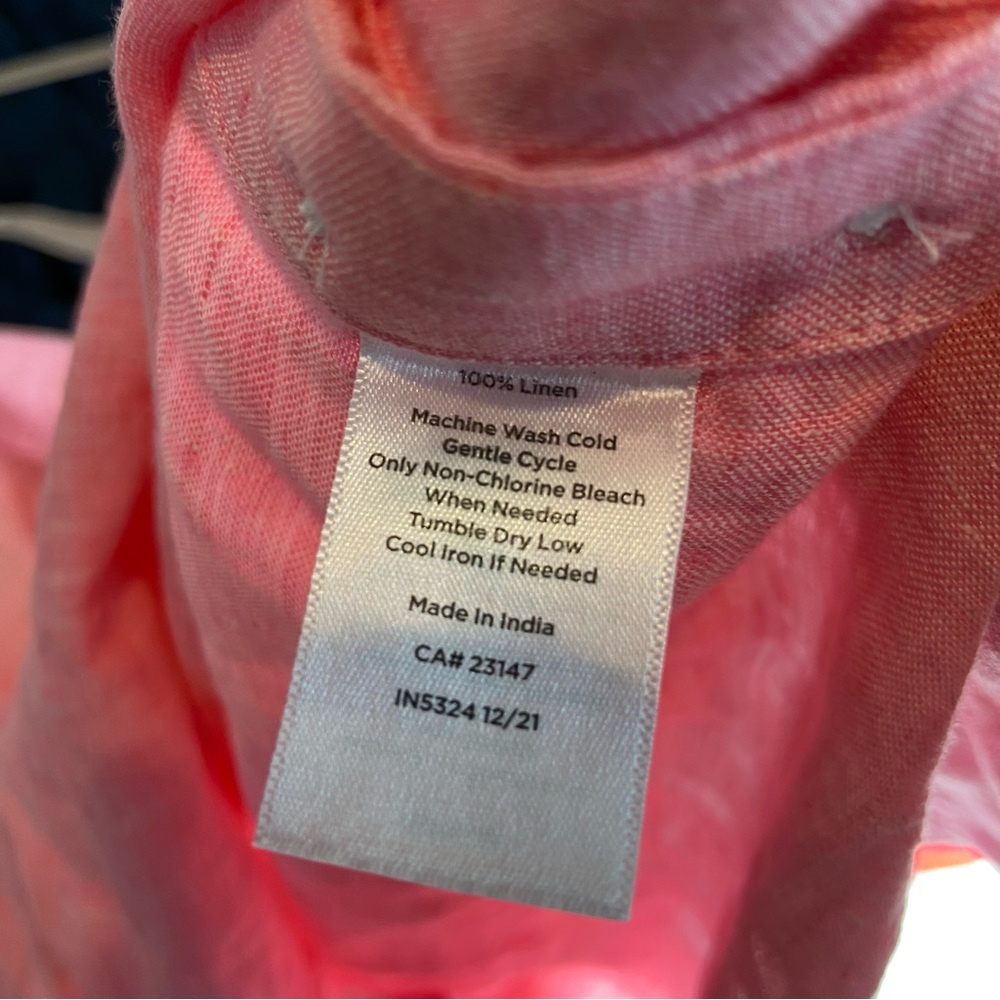 100% Linen
Machine Wash Cold
Gentle Cycle
Only Non-Chlorine Bleach
When Needed
Tumble Dry Low
Cool Iron If Needed
Made In India
CA# 23147
IN5324 12/21